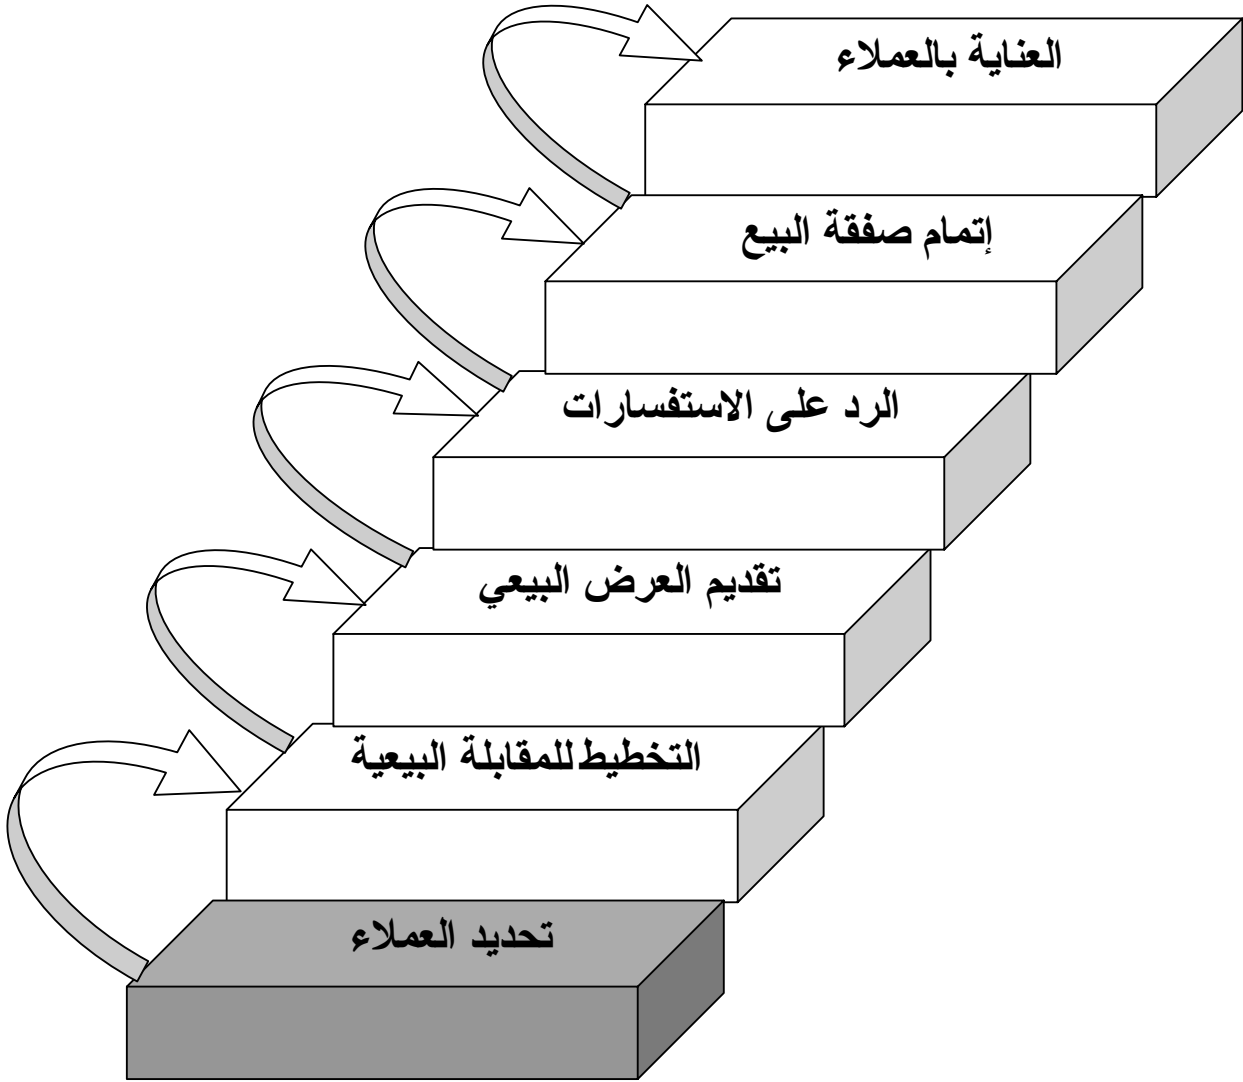 العناية بالعملاء
إتمام صفقة البيع
الرد على الاستفسارات
تقديم العرض البيعي
التخطيط للمقابلة البيعية
تحديد العملاء